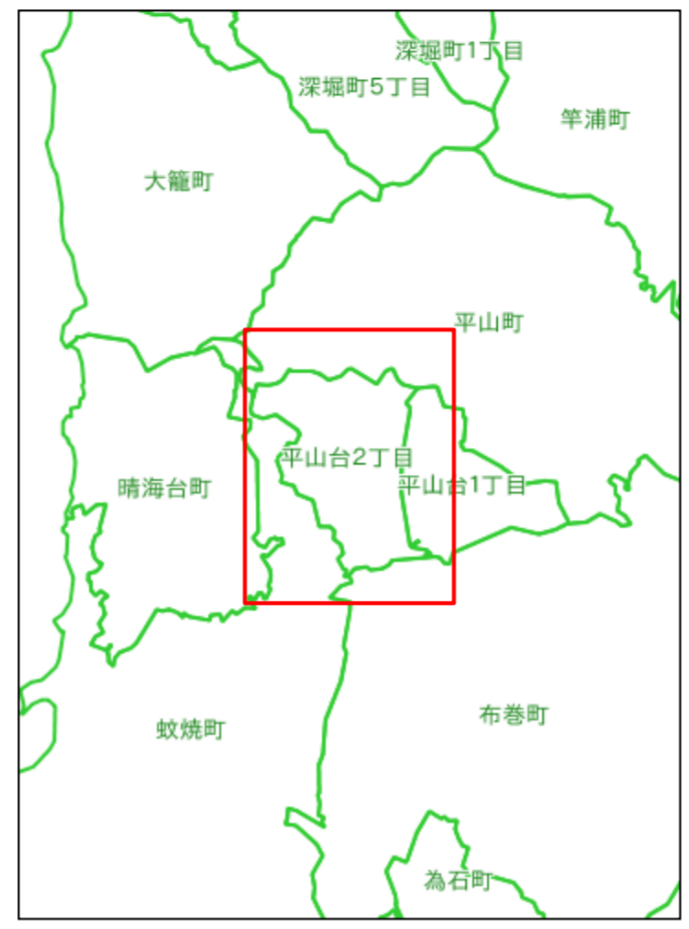 深堀町1丁目
深堀町5丁目
竿浦町
大籠町
平山町
平山台2丁目
平山台1丁目
晴海台町
布巻町
蚊焼町
為石町